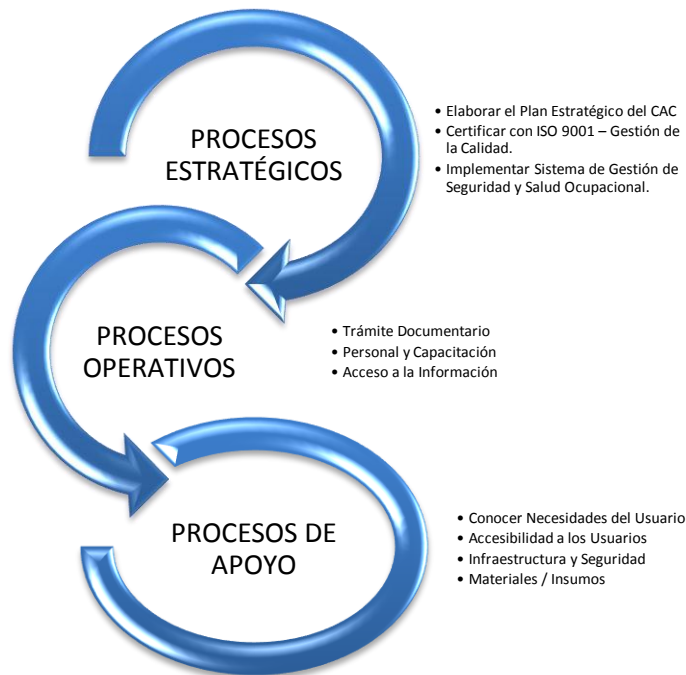 PROCESOS
ESTRATÉGICOS
• Elaborar el Plan Estratégico del CAC
• Certificar con ISO 9001 – Gestión de
la Calidad.
• Implementar Sistema de Gestión de
Seguridad y Salud Ocupacional.
PROCESOS
OPERATIVOS
• Trámite Documentario
• Personal y Capacitación
• Acceso a la Información
PROCESOS DE
APOYO
• Conocer Necesidades del Usuario
• Accesibilidad a los Usuarios
• Infraestructura y Seguridad
• Materiales / Insumos